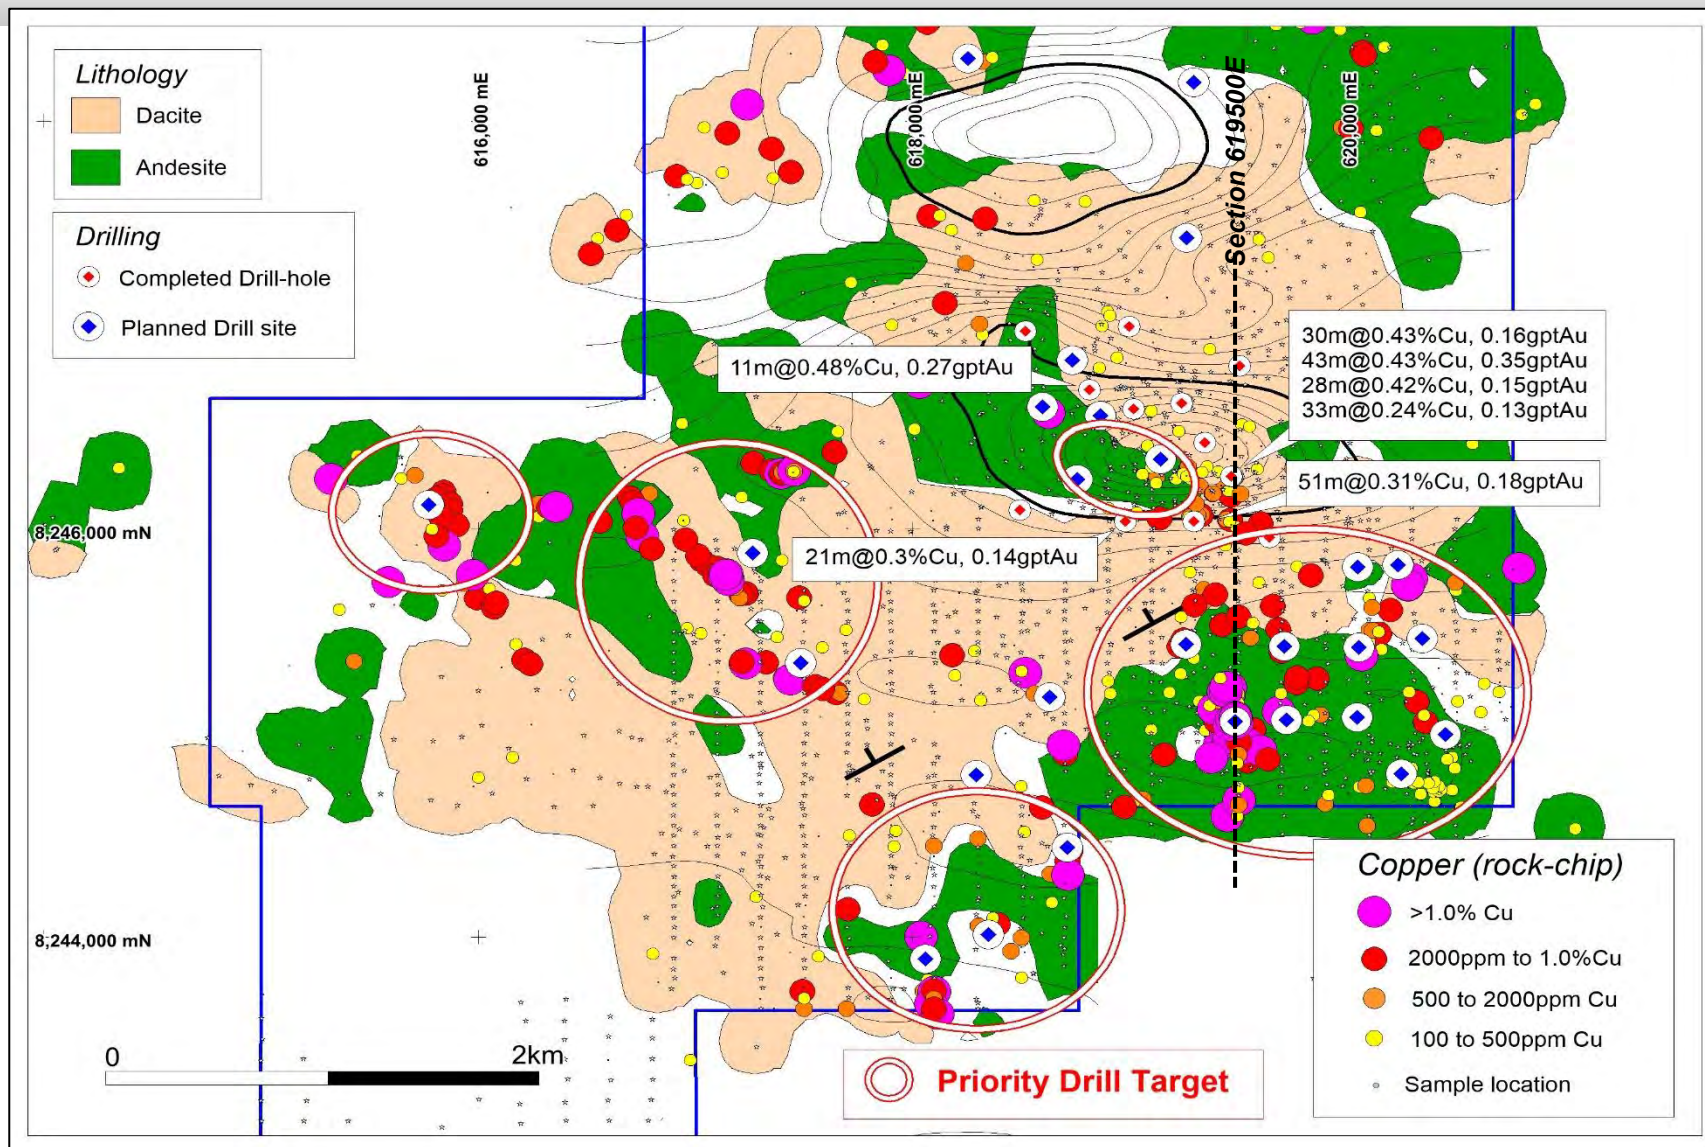 Lithology
Dacite
Andesite
Drilling
Completed Drill-hole
Planned Drill site
616,000 mE
618,000 mE
Section 619500E
620,000 mE
30m@0.43%Cu, 0.16gptAu
43m@0.43%Cu, 0.35gptAu
28m@0.42%Cu, 0.15gptAu
33m@0.24%Cu, 0.13gptAu
11m@0.48%Cu, 0.27gptAu
51m@0.31%Cu, 0.18gptAu
8,246,000 mN
21m@0.3%Cu, 0.14gptAu
8,244,000 mN
Copper (rock-chip)
>1.0% Cu
2000ppm to 1.0%Cu
500 to 2000ppm Cu
100 to 500ppm Cu
Sample location
0 2km
Priority Drill Target